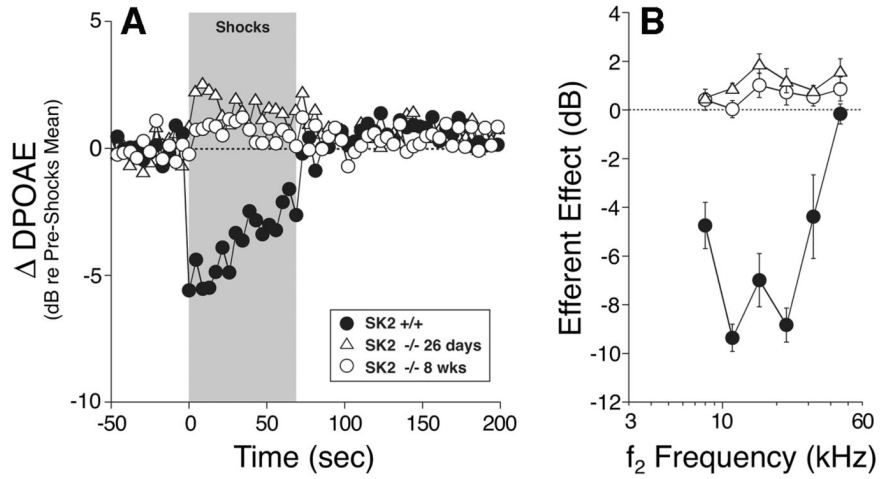 A
Shocks
5
0
-5
-10
Δ DPOAE
(dB re Pre-Shocks Mean)
SK2 +/+
SK2 -/- 26 days
SK2 -/- 8 wks
-50 0 50 100 150 200
Time (sec)
B
4
2
0
-2
-4
-6
-8
-10
-12
Efferent Effect (dB)
3 10 60
f₂ Frequency (kHz)